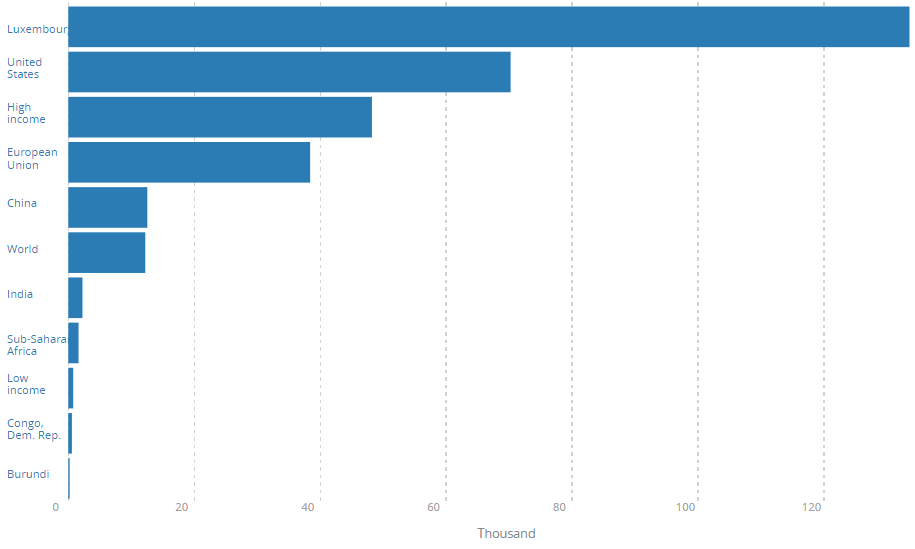 Luxembour
United
States
High
income
European
Union
China
World
India
Sub-Sahara
Africa
Low
income
Congo,
Dem. Rep.
Burundi
0 20 40 60 80 100 120
Thousand